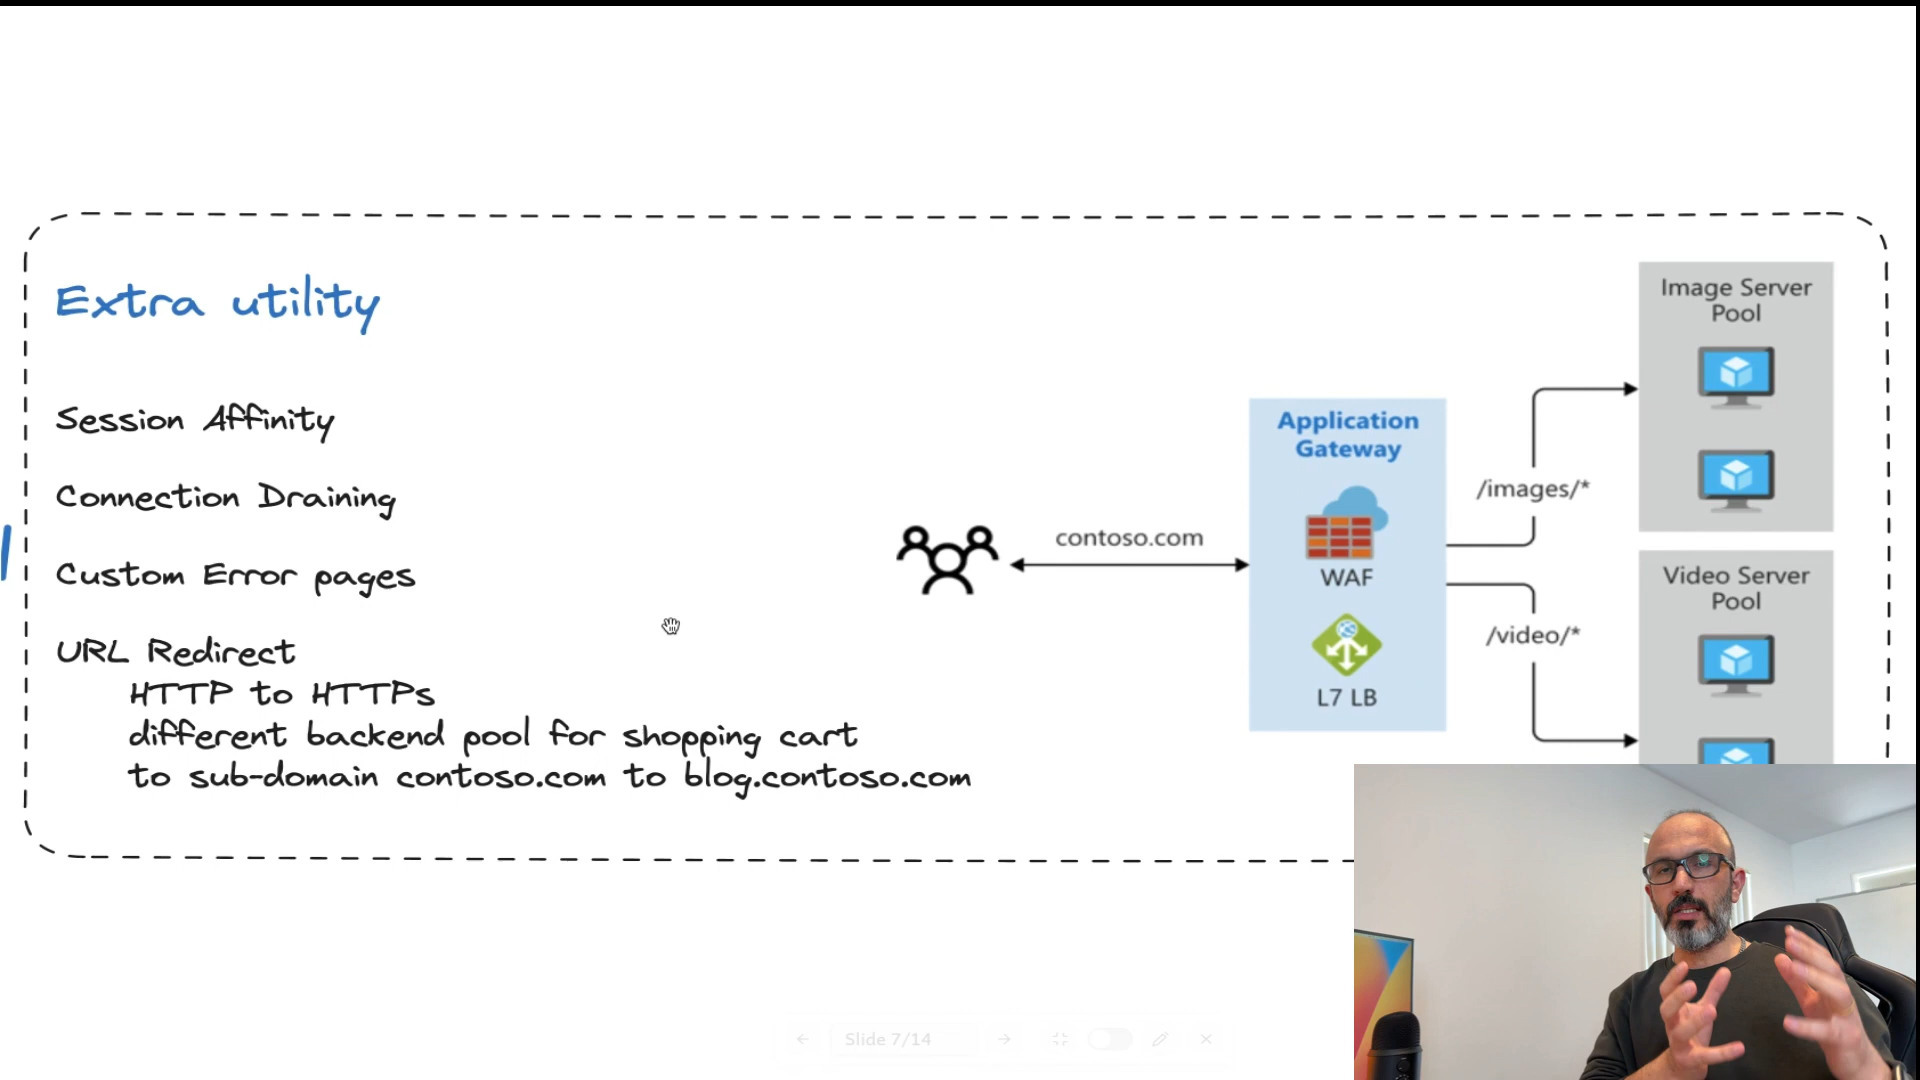 Extra utility
Session Affinity
Connection Draining
Custom Error pages
URL Redirect
HTTP to HTTPs
different backend pool for shopping cart
to sub-domain contoso.com to blog.contoso.com
contoso.com
Application
Gateway
WAF
L7 LB
/images/*
/video/*
Image Server
Pool
Video Server
Pool
Slide 7/14